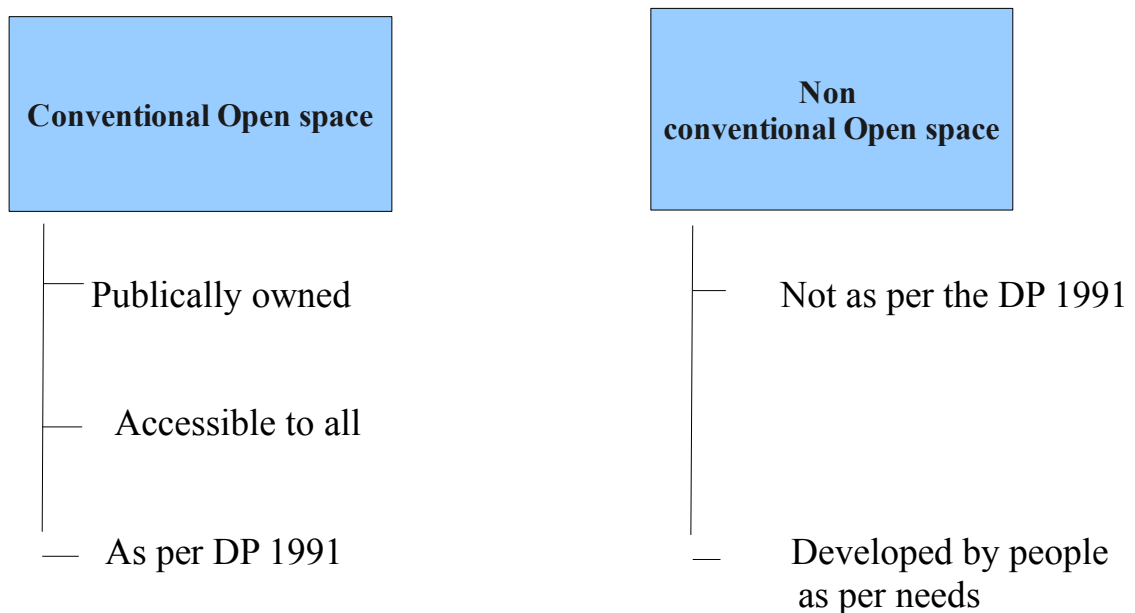 Conventional Open space
Publically owned
Accessible to all
As per DP 1991
Non
conventional Open space
Not as per the DP 1991
Developed by people
as per needs